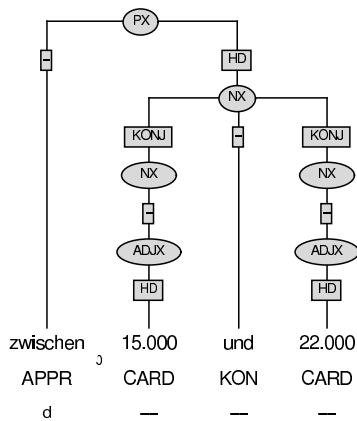 PX
- HD
NX
KONJ - KONJ
NX NX
- -
ADJX ADJX
HD HD
zwischen 15.000 und 22.000
APPR CARD KON CARD
d -- -- --